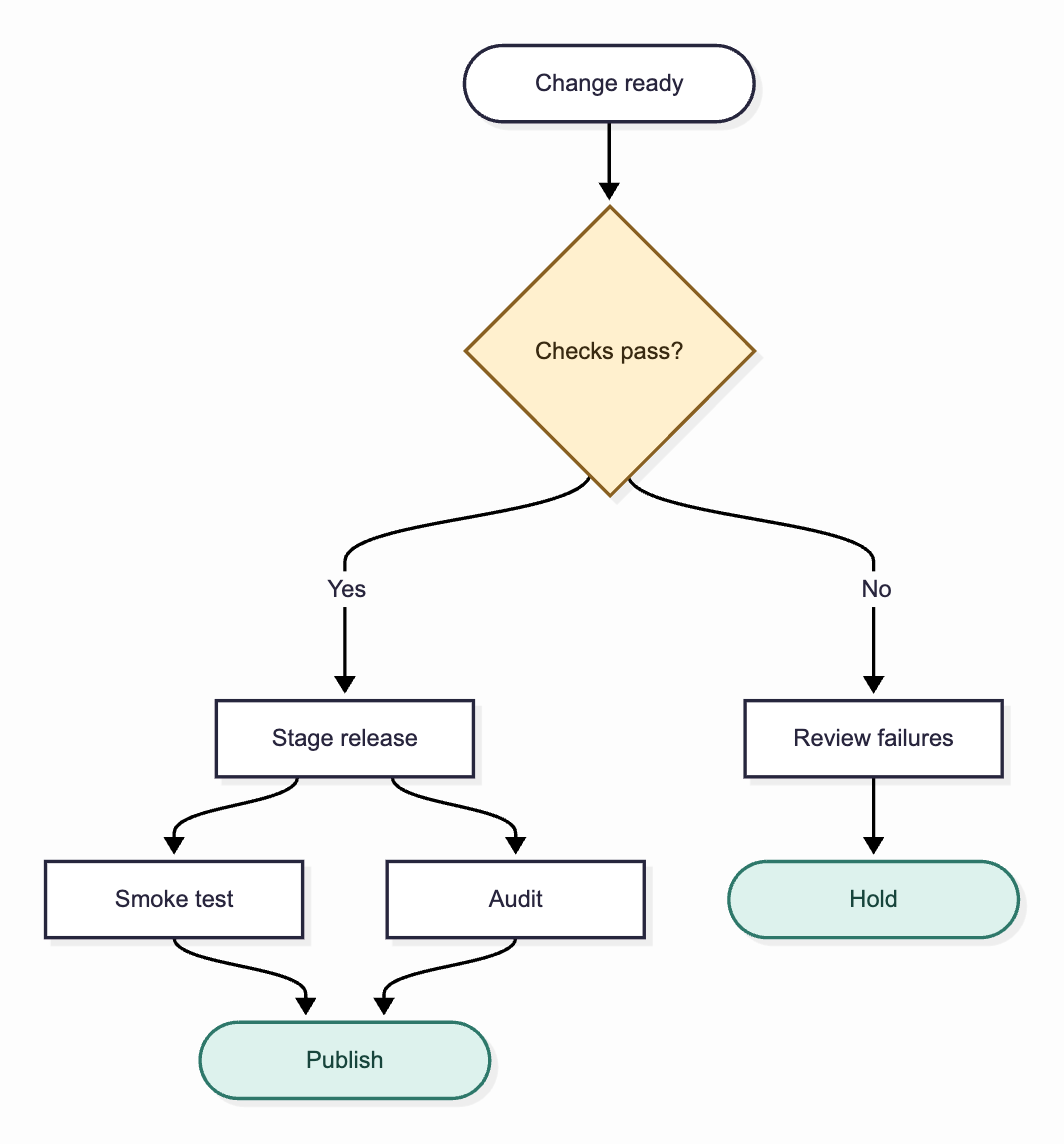 Change ready
Checks pass?
Yes
No
Stage release
Review failures
Smoke test
Audit
Hold
Publish